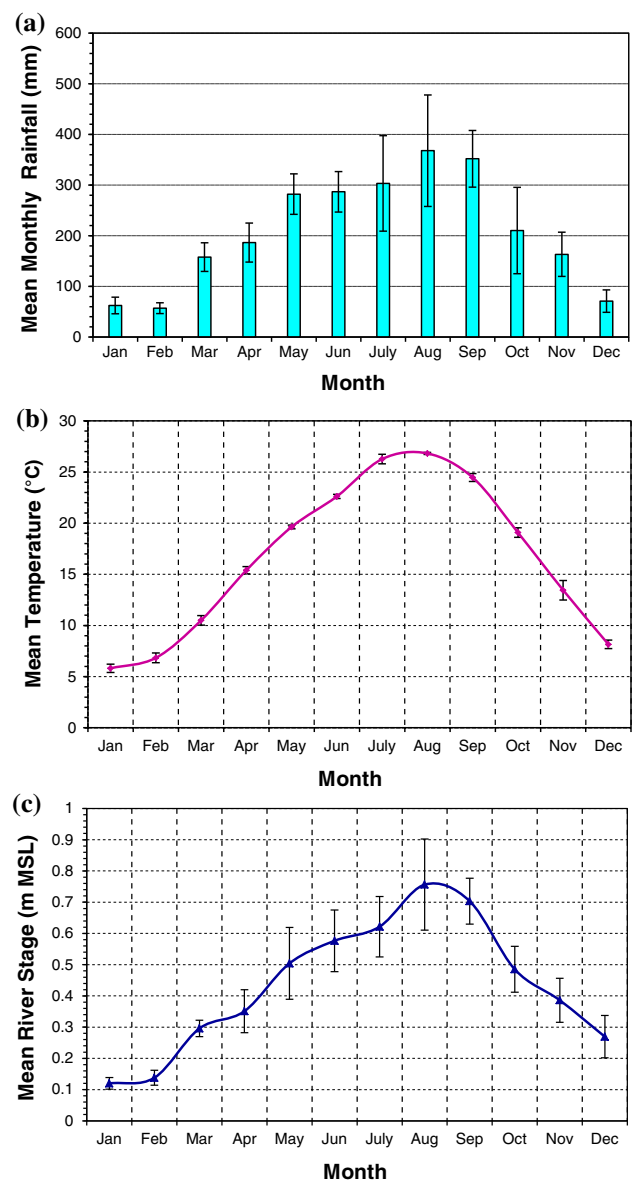 (a)
Mean Monthly Rainfall (mm)
600
500
400
300
200
100
0
Jan Feb Mar Apr May Jun July Aug Sep Oct Nov Dec
Month
(b)
Mean Temperature (°C)
30
25
20
15
10
5
0
Jan Feb Mar Apr May Jun July Aug Sep Oct Nov Dec
Month
(c)
Mean River Stage (m MSL)
1
0.9
0.8
0.7
0.6
0.5
0.4
0.3
0.2
0.1
0
Jan Feb Mar Apr May Jun July Aug Sep Oct Nov Dec
Month